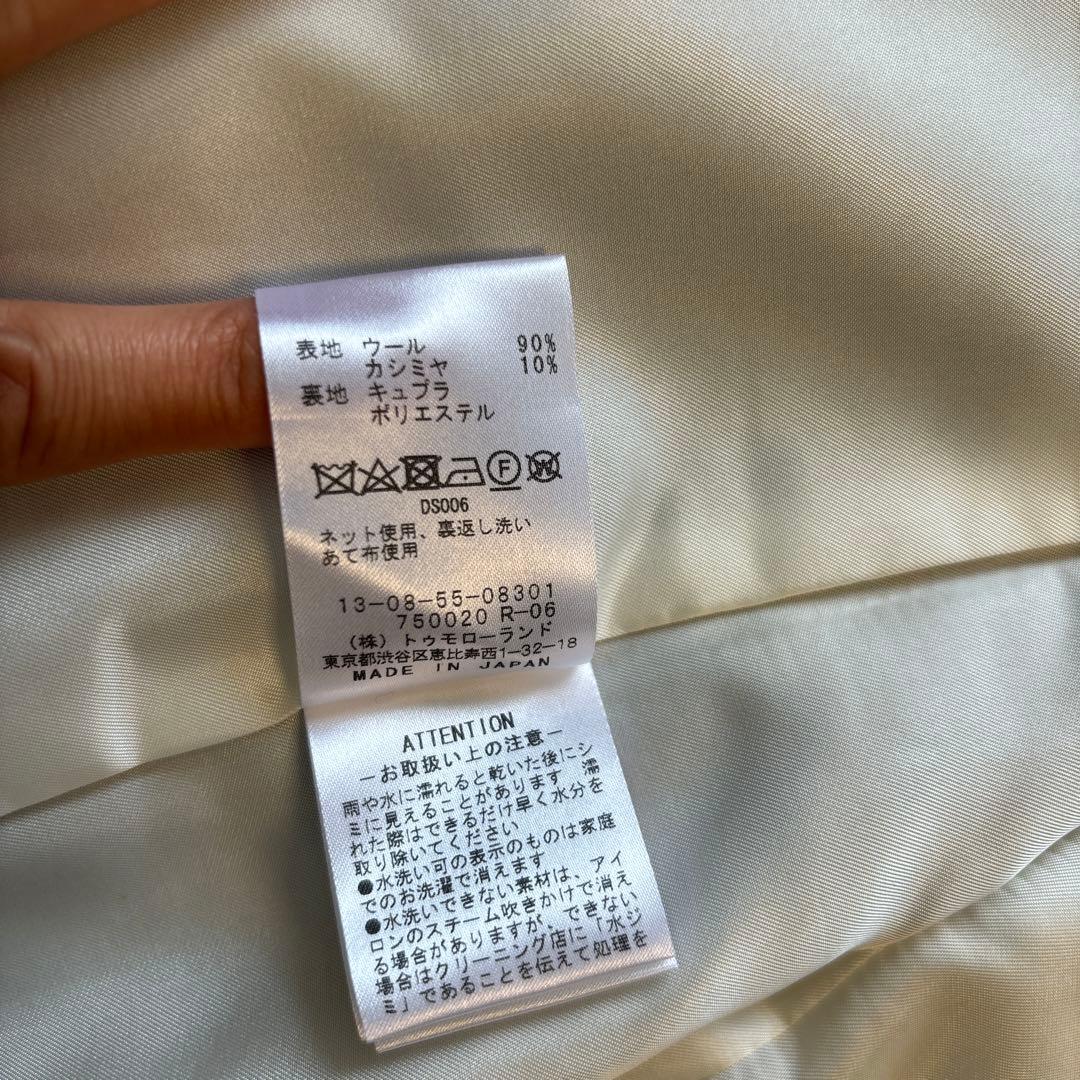 表地 ウール 90%
カシミヤ 10%
裏地 キュプラ
ポリエステル
F W
DS006
ネット使用、裏返し洗い
あて布使用
13-08-55-08301
750020 R-06
(株) トゥモローランド
東京都渋谷区恵比寿西1-32-18
MADE IN JAPAN
ATTENTION
-お取扱い上の注意-
雨や水に濡れると乾いた後にシ
ミに見えることがあります 濡
れた際はできるだけ早く水分を
取り除いてください
●水洗い可の表示のものは家庭
でのお洗濯で消えます
●水洗いできない素材は、アイ
ロンのスチーム吹きかけで消え
る場合がありますが、できない
場合はクリーニング店に「水ジ
ミ」であることを伝えて処理を